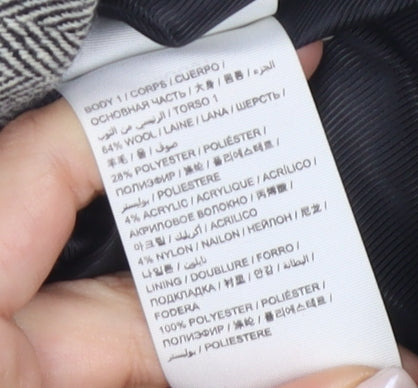 BODY 1 / CORPS / CUERPO /
ОСНОВНАЯ ЧАСТЬ / 大身 / 몸통 / الجزء
الرئيسي من الثوب / TORSO 1
64% WOOL / LAINE / LANA / ШЕРСТЬ /
羊毛 / 울 / صوف
28% POLYESTER / POLIÉSTER /
ПОЛИЭФИР / 涤纶 / 폴리에스테르 /
بوليستر / POLIESTERE
4% ACRYLIC / ACRYLIQUE / ACRÍLICO /
АКРИЛОВОЕ ВОЛОКНО / 丙烯酸 /
아크릴 / أكريليك / ACRILICO
4% NYLON / NAILON / НЕЙЛОН / 尼龙 /
나일론 / نايلون
LINING / DOUBLURE / FORRO /
ПОДКЛАДКА / 衬里 / 안감 / البطانة /
FODERA
100% POLYESTER / POLIÉSTER /
ПОЛИЭФИР / 涤纶 / 폴리에스테르 /
بوليستر / POLIESTERE